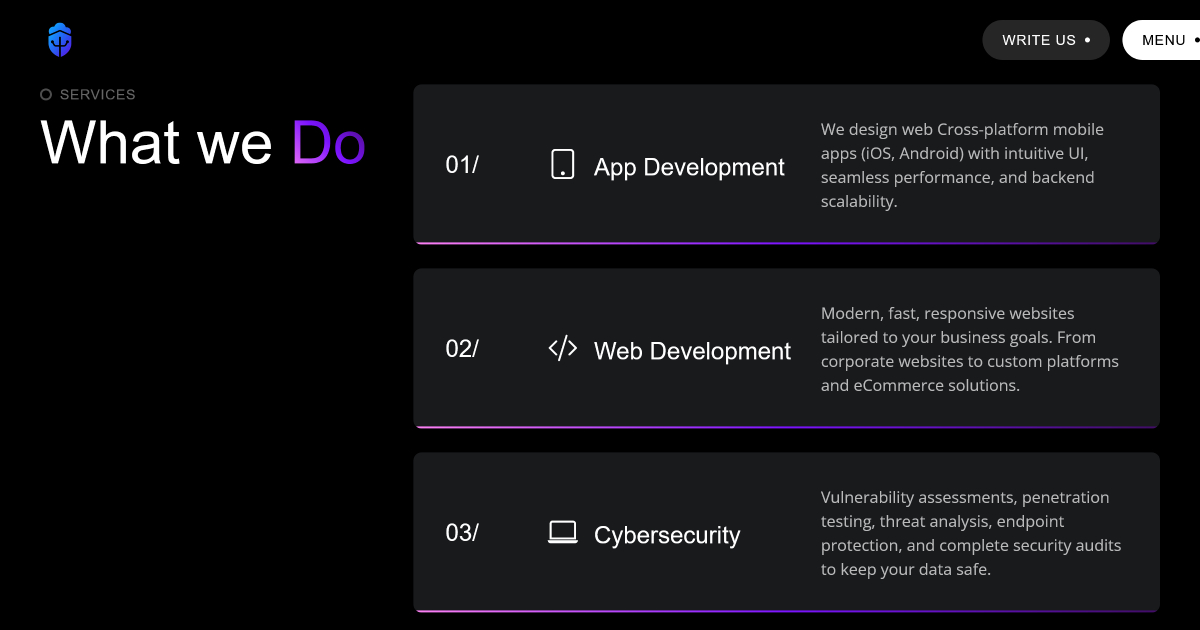 WRITE US
MENU
SERVICES
What we Do
01/
App Development
We design web Cross-platform mobile
apps (iOS, Android) with intuitive UI,
seamless performance, and backend
scalability.
02/
Web Development
Modern, fast, responsive websites
tailored to your business goals. From
corporate websites to custom platforms
and eCommerce solutions.
03/
Cybersecurity
Vulnerability assessments, penetration
testing, threat analysis, endpoint
protection, and complete security audits
to keep your data safe.